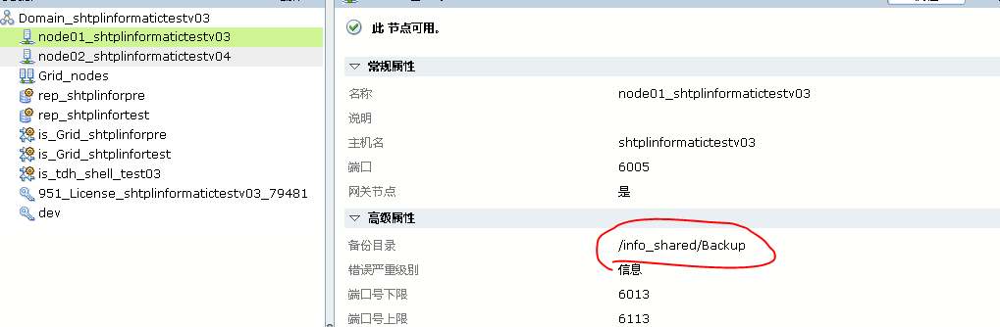 Domain_shtplinformatictestv03
node01_shtplinformatictestv03
node02_shtplinformatictestv04
Grid_nodes
rep_shtplinforpre
rep_shtplinfortest
is_Grid_shtplinforpre
is_Grid_shtplinfortest
is_tdh_shell_test03
951_License_shtplinformatictestv03_79481
dev
此 节点可用。
常规属性
名称 node01_shtplinformatictestv03
说明
主机名 shtplinformatictestv03
端口 6005
网关节点 是
高级属性
备份目录 /info_shared/Backup
错误严重级别 信息
端口号下限 6013
端口号上限 6113